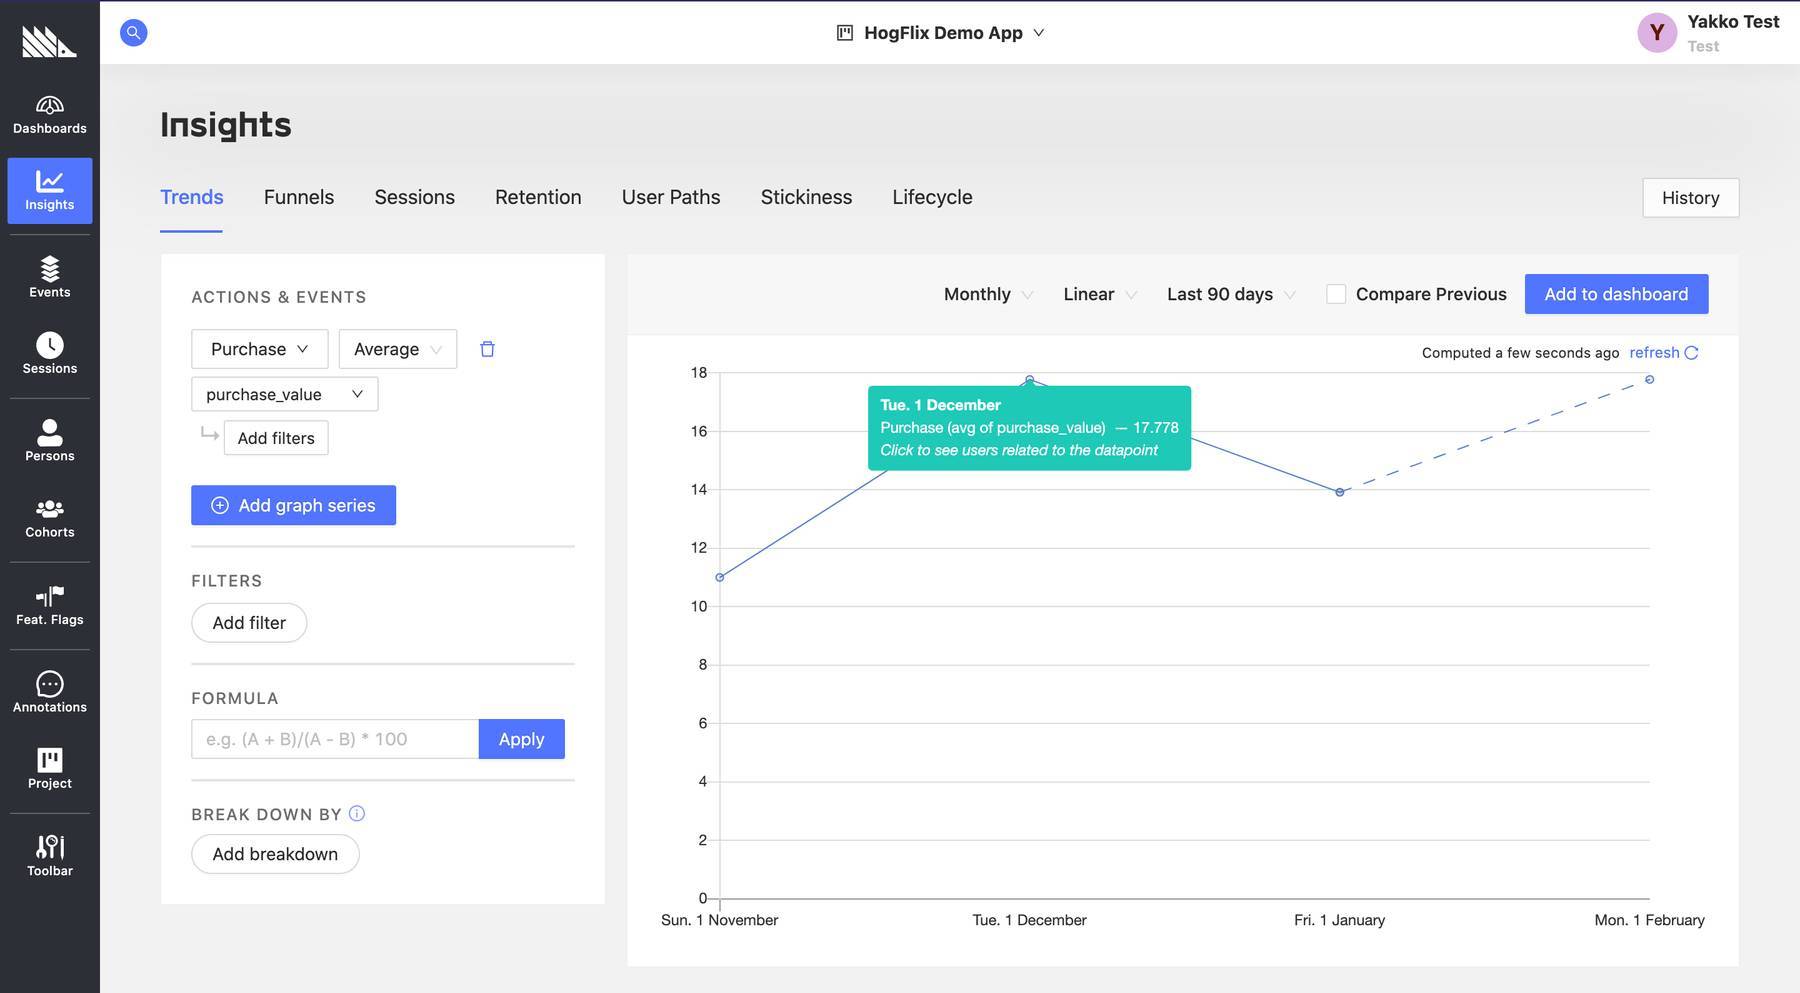 HogFlix Demo App
Y
Yakko Test
Test
Dashboards
Insights
Events
Sessions
Persons
Cohorts
Feat. Flags
Annotations
Project
Toolbar
Insights
Trends
Funnels
Sessions
Retention
User Paths
Stickiness
Lifecycle
History
ACTIONS & EVENTS
Purchase
Average
purchase_value
Add filters
Add graph series
FILTERS
Add filter
FORMULA
e.g. (A + B)/(A - B) * 100
Apply
BREAK DOWN BY
Add breakdown
Monthly
Linear
Last 90 days
Compare Previous
Add to dashboard
Computed a few seconds ago
refresh
18
16
14
12
10
8
6
4
2
0
Tue. 1 December
Purchase (avg of purchase_value) — 17.778
Click to see users related to the datapoint
Sun. 1 November
Tue. 1 December
Fri. 1 January
Mon. 1 February